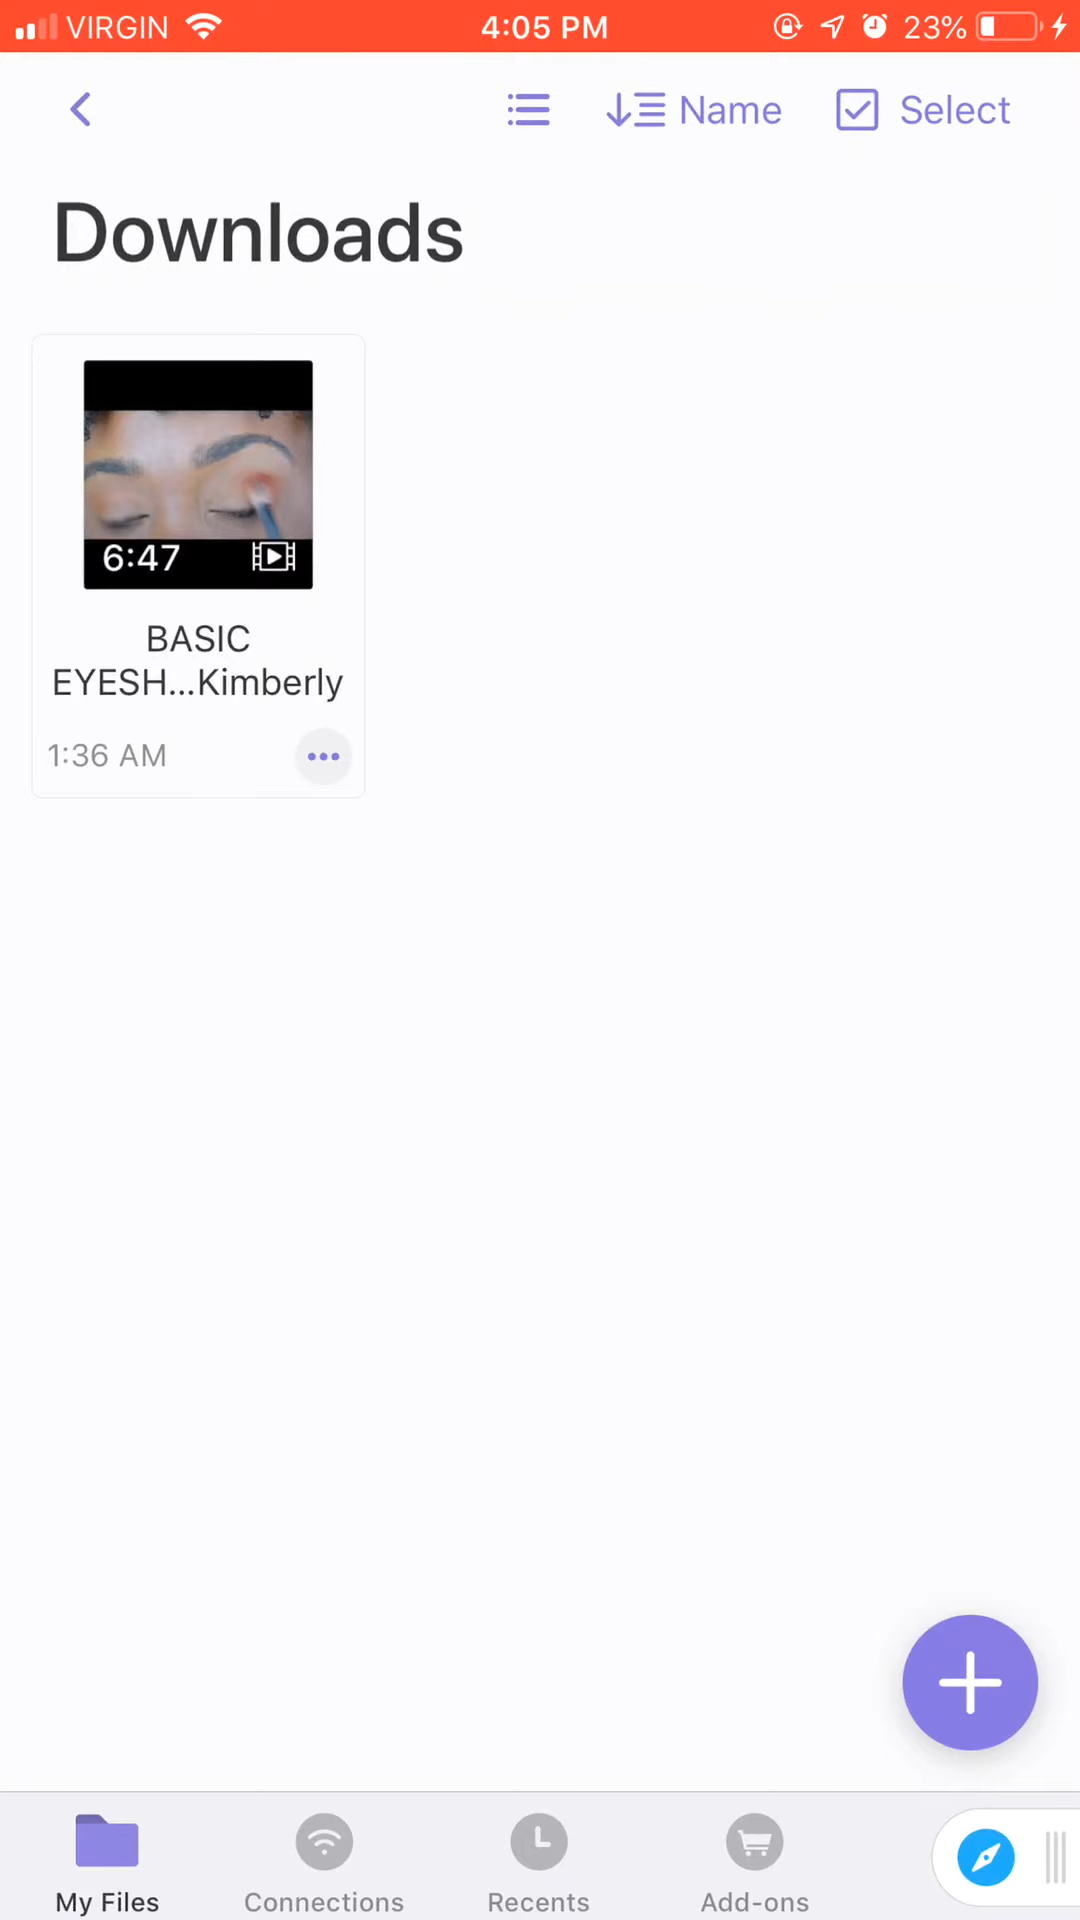 VIRGIN 4:05 PM 23%
Name Select
Downloads
6:47
BASIC
EYESH...Kimberly
1:36 AM
My Files Connections Recents Add-ons